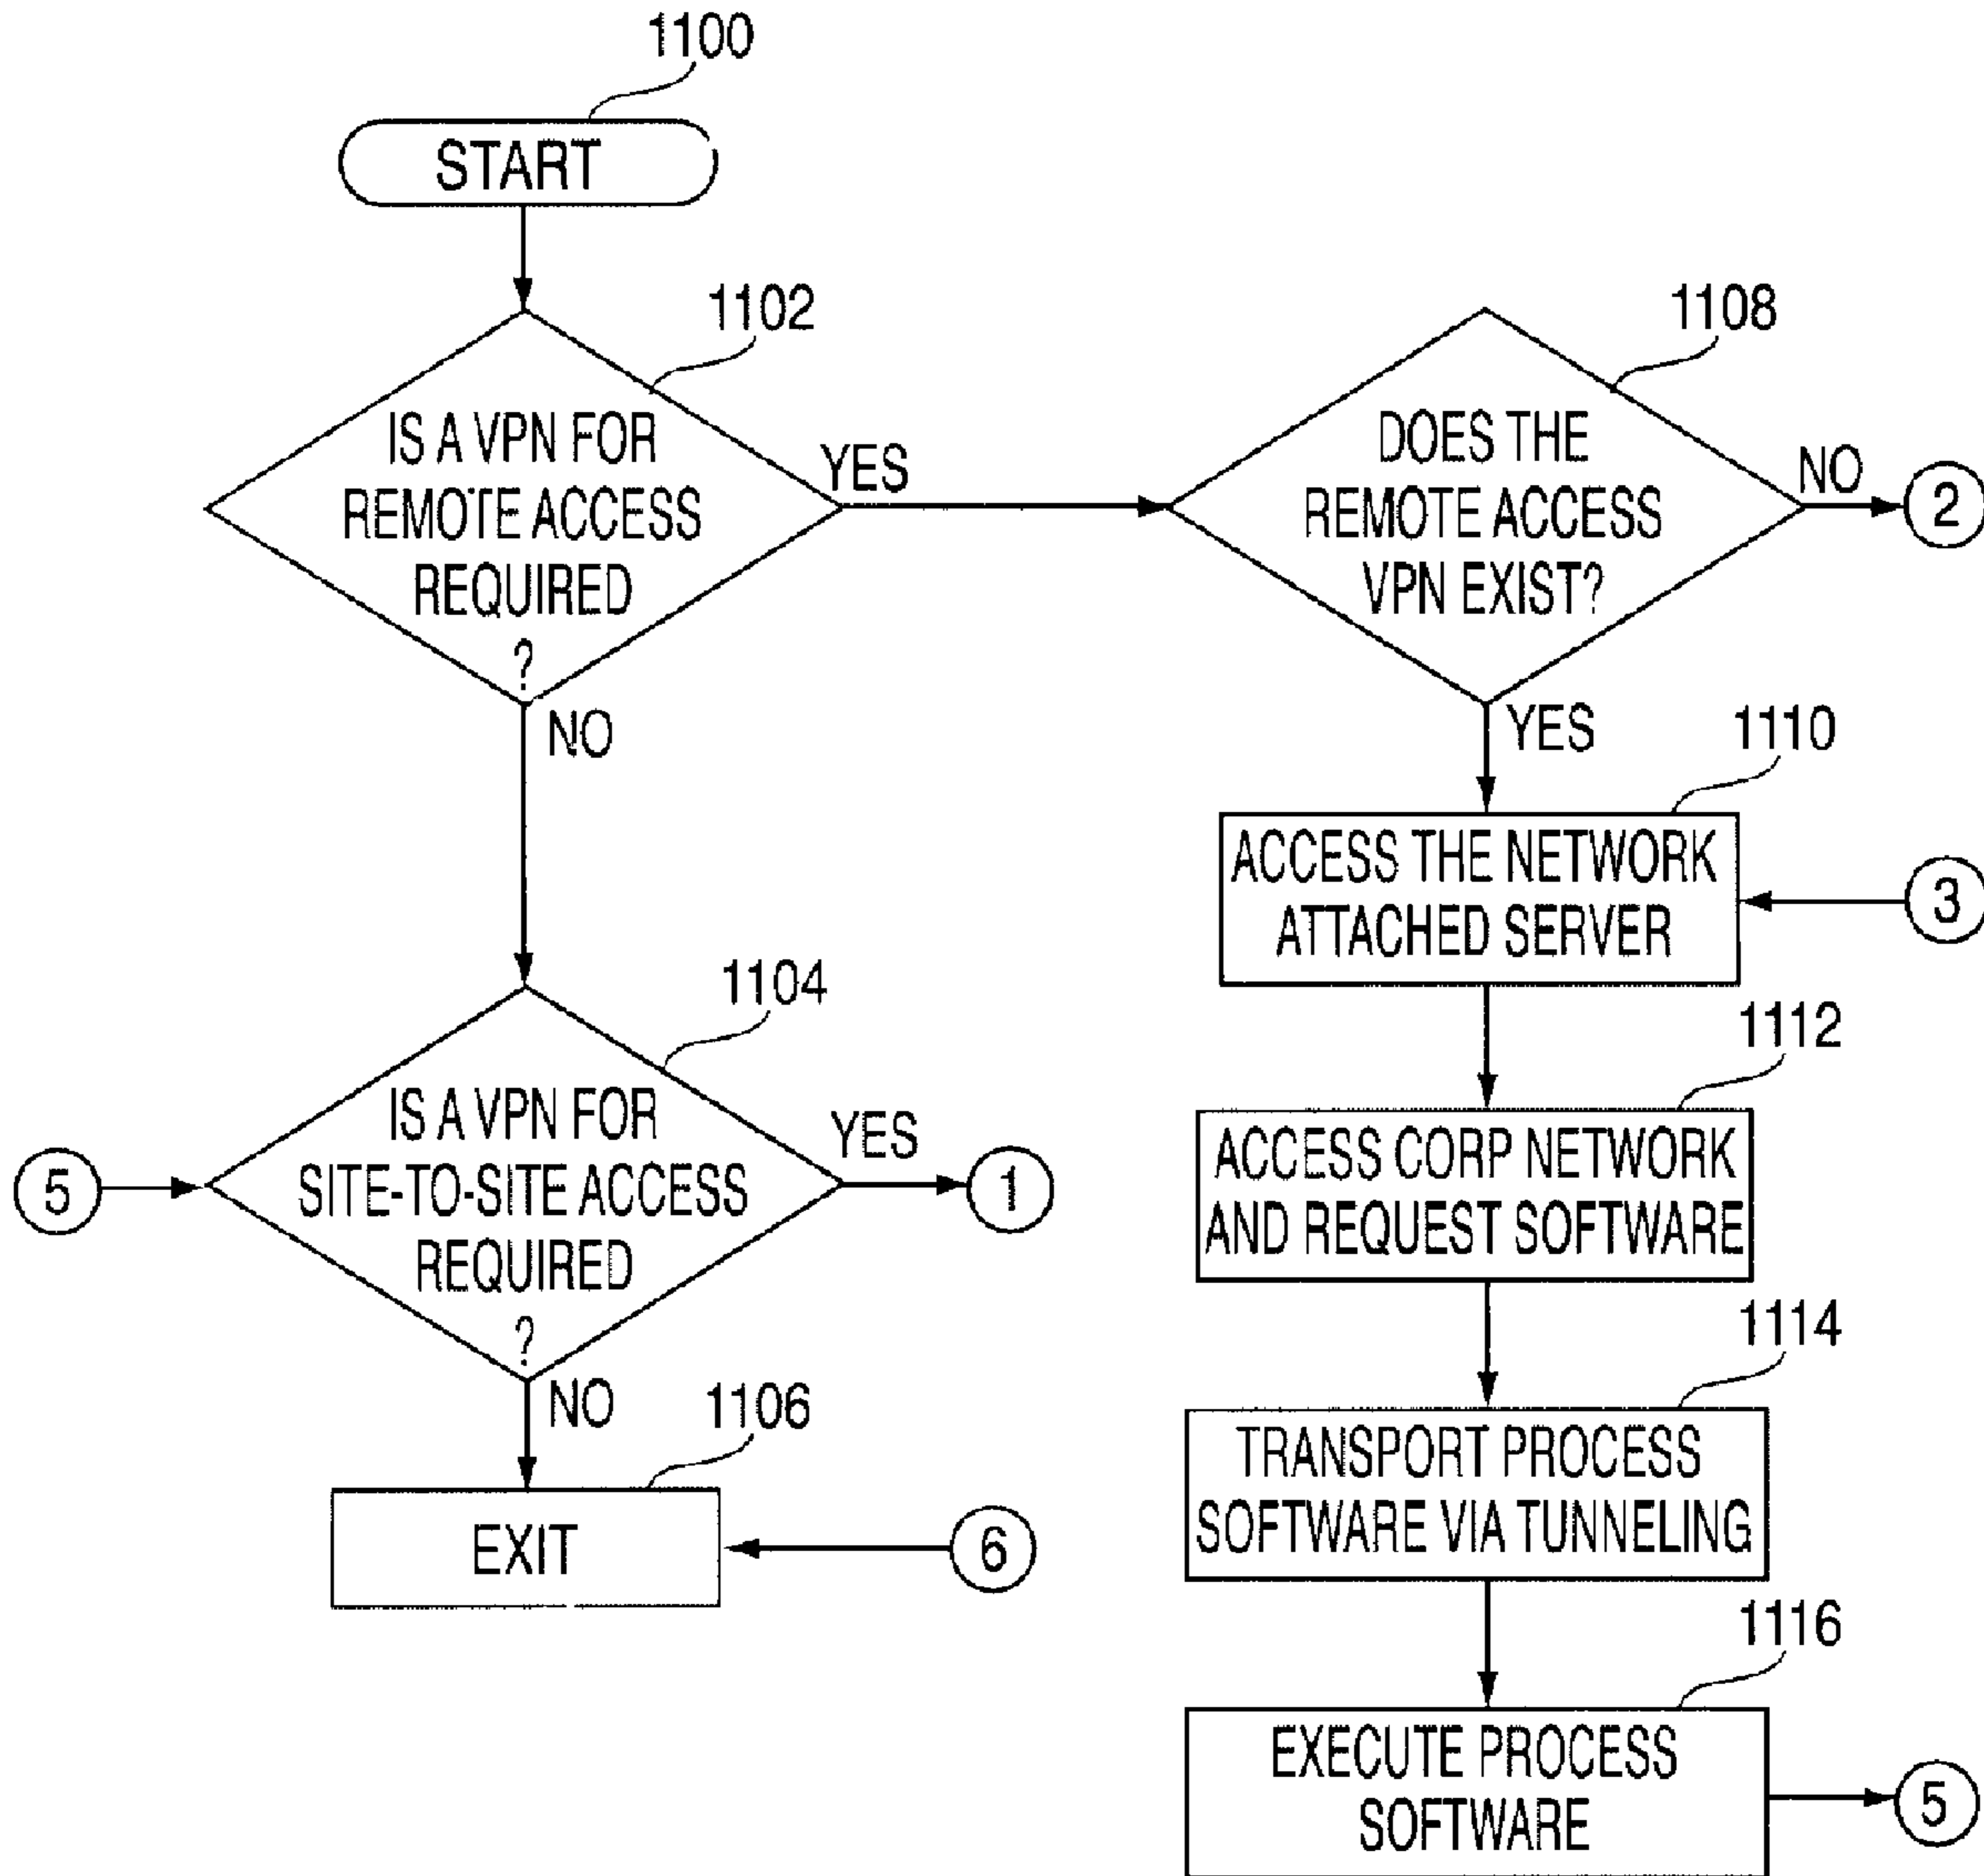 1100
START
1102
IS A VPN FOR
REMOTE ACCESS
REQUIRED
?
YES
NO
1108
DOES THE
REMOTE ACCESS
VPN EXIST?
NO
2
YES
1110
ACCESS THE NETWORK
ATTACHED SERVER
3
1104
IS A VPN FOR
SITE-TO-SITE ACCESS
REQUIRED
?
5
YES
1
NO
1106
EXIT
6
1112
ACCESS CORP NETWORK
AND REQUEST SOFTWARE
1114
TRANSPORT PROCESS
SOFTWARE VIA TUNNELING
1116
EXECUTE PROCESS
SOFTWARE
5